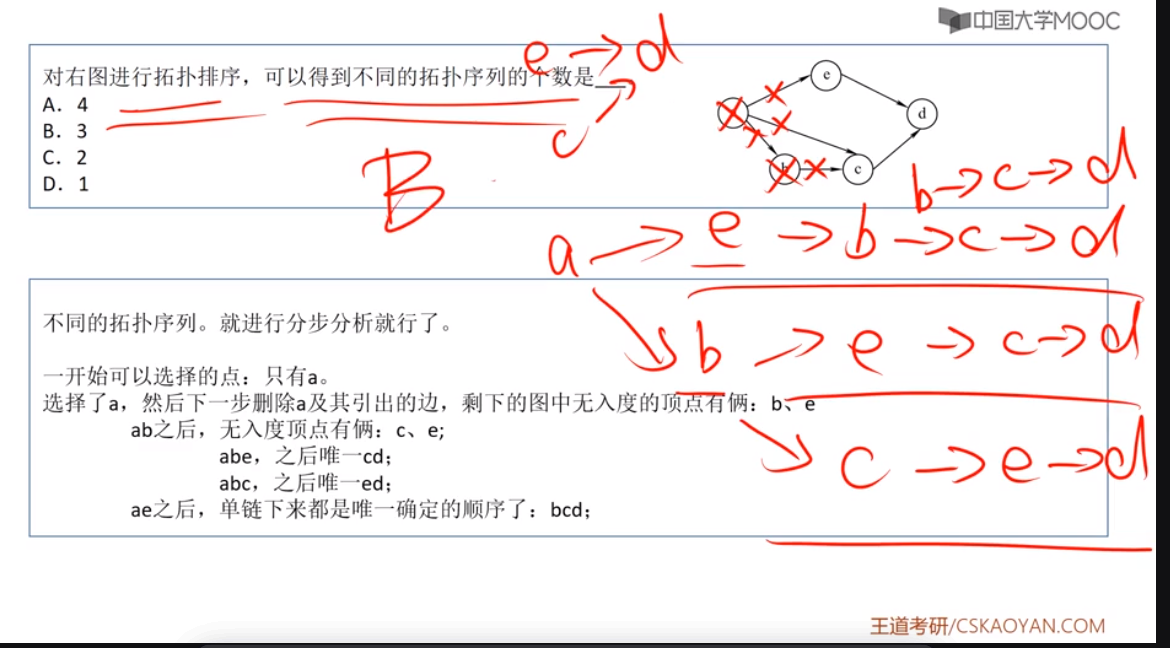 中国大学MOOC
e → d
对右图进行拓扑排序，可以得到不同的拓扑序列的个数是__
A. 4
B. 3
C. 2
D. 1
c
B
e
d
c
b→c→d
a → e → b → c → d
不同的拓扑序列。就进行分步分析就行了。
b → e → c → d
一开始可以选择的点：只有a。
选择了a，然后下一步删除a及其引出的边，剩下的图中无入度的顶点有俩：b、e
ab之后，无入度顶点有俩：c、e;
abe，之后唯一cd；
c → e → d
abc，之后唯一ed；
ae之后，单链下来都是唯一确定的顺序了：bcd；
王道考研/CSKAOYAN.COM